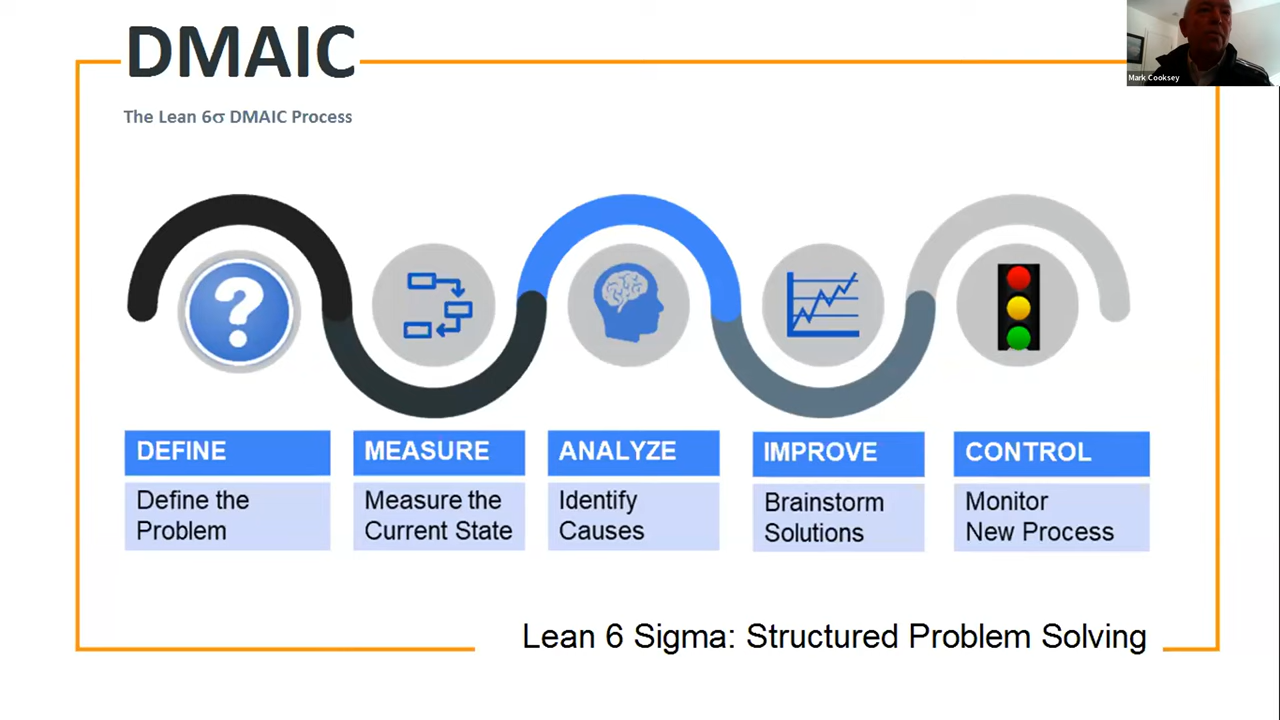 DMAIC
The Lean 6σ DMAIC Process
Mark Cooksey
DEFINE
Define the
Problem
MEASURE
Measure the
Current State
ANALYZE
Identify
Causes
IMPROVE
Brainstorm
Solutions
CONTROL
Monitor
New Process
Lean 6 Sigma: Structured Problem Solving